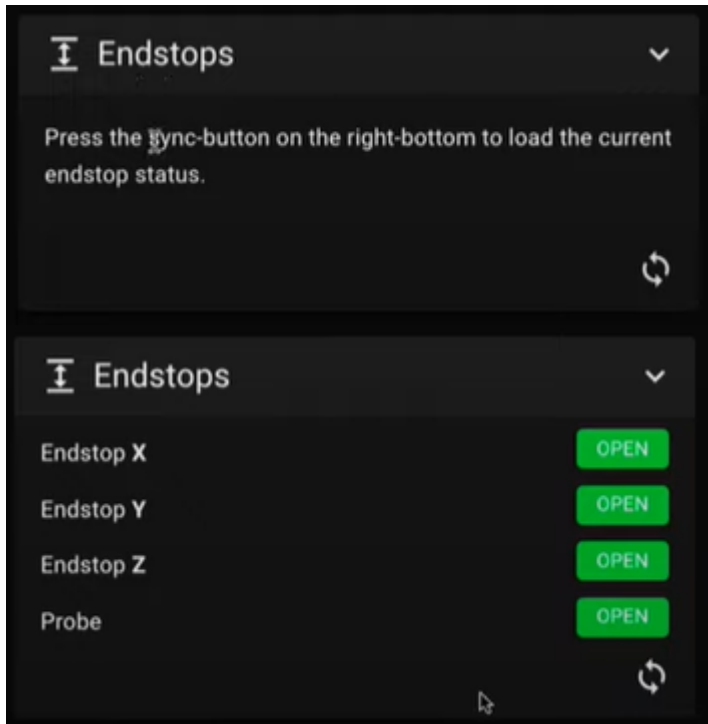 Endstops
Press the sync-button on the right-bottom to load the current
endstop status.
Endstops
Endstop X
OPEN
Endstop Y
OPEN
Endstop Z
OPEN
Probe
OPEN